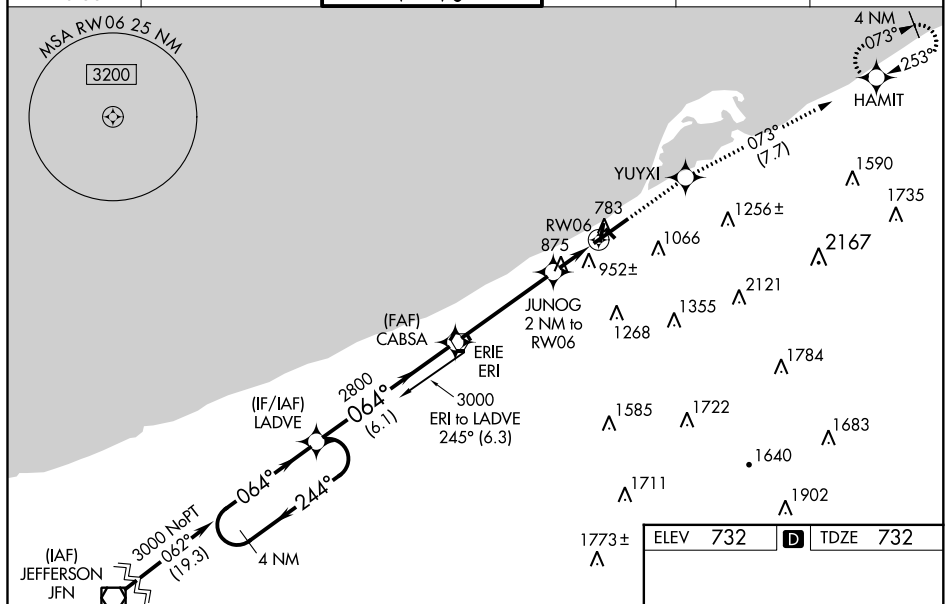 MSA RW06 25 NM
3200
4 NM
073°
253°
HAMIT
073°
(7.7)
YUYXI
1590
1735
783
RW06
1256±
875
1066
952±
2167
JUNOG
2 NM to
RW06
2121
1355
1268
(FAF)
CABSA
ERIE
ERI
1784
2800
064°
(6.1)
3000
ERI to LADVE
245° (6.3)
(IF/IAF)
LADVE
1585
1722
1683
1640
064°
244°
1711
1902
3000 NoPT
062°
(19.3)
4 NM
1773±
(IAF)
JEFFERSON
JFN
ELEV 732 D TDZE 732